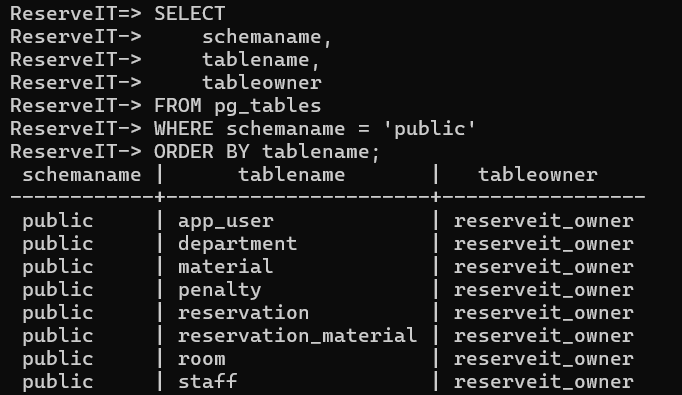 ReserveIT=> SELECT
ReserveIT->     schemaname,
ReserveIT->     tablename,
ReserveIT->     tableowner
ReserveIT-> FROM pg_tables
ReserveIT-> WHERE schemaname = 'public'
ReserveIT-> ORDER BY tablename;
 schemaname |      tablename       |   tableowner
------------+----------------------+-----------------
 public     | app_user             | reserveit_owner
 public     | department           | reserveit_owner
 public     | material             | reserveit_owner
 public     | penalty              | reserveit_owner
 public     | reservation          | reserveit_owner
 public     | reservation_material | reserveit_owner
 public     | room                 | reserveit_owner
 public     | staff                | reserveit_owner